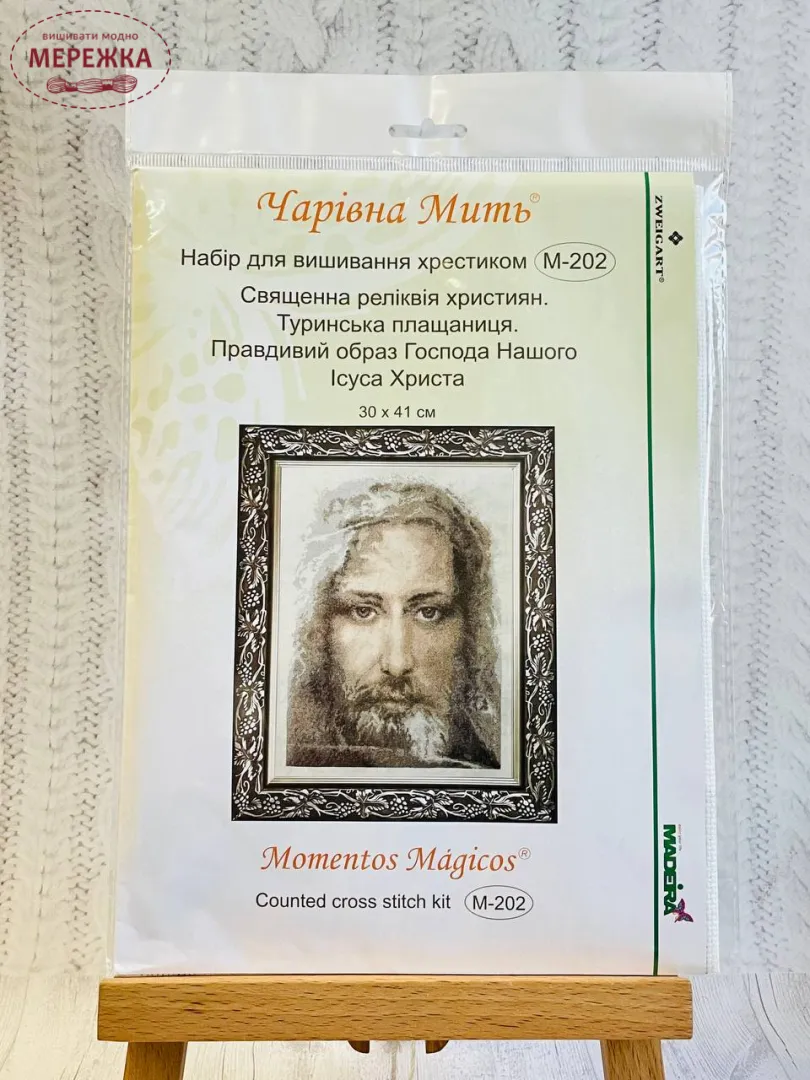 вишивати модно
МЕРЕЖКА
Чарівна Мить®
Набір для вишивання хрестиком М-202
Священна реліквія християн.
Туринська плащаниця.
Правдивий образ Господа Нашого
Ісуса Христа
30 x 41 см
Momentos Mágicos®
Counted cross stitch kit М-202
ZWEIGART®
MADEIRA